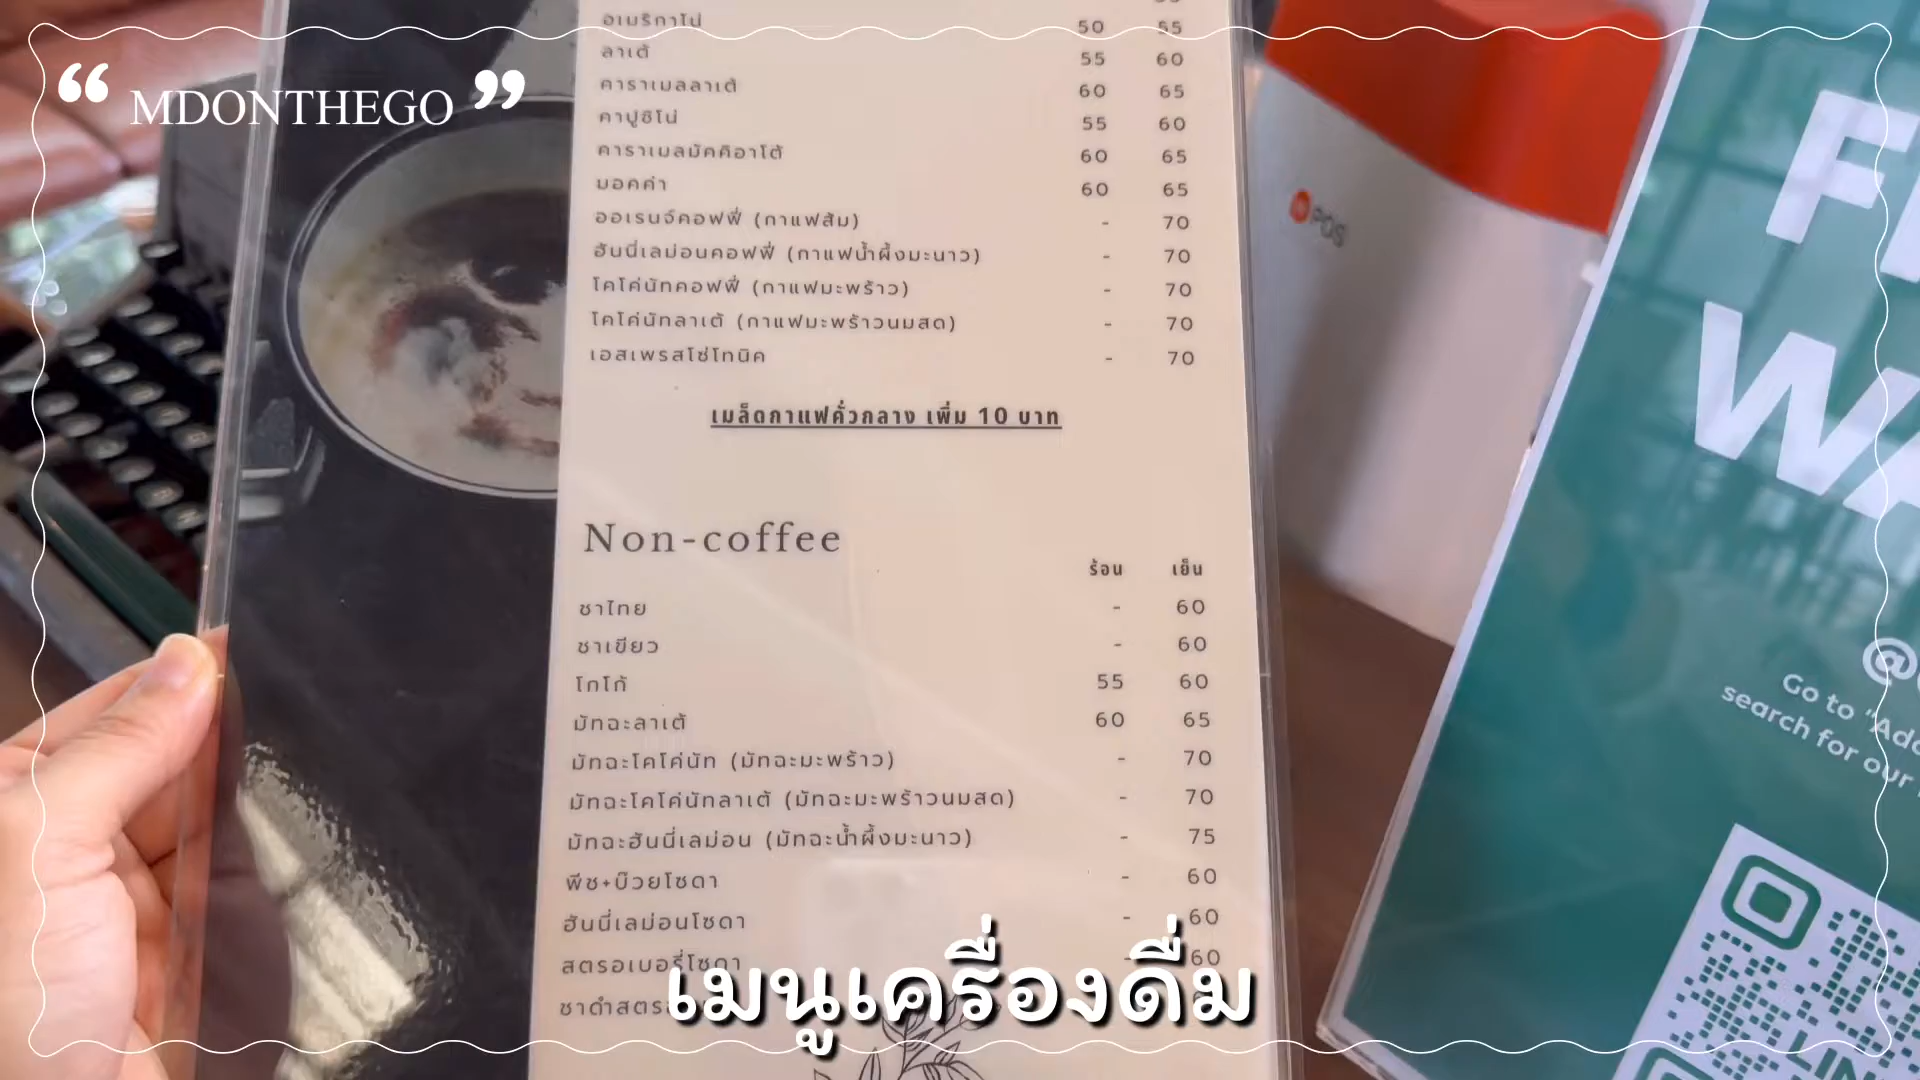 “ MDONTHEGO ”
อเมริกาโน่ 50 55
ลาเต้ 55 60
คาราเมลลาเต้ 60 65
คาปูชิโน่ 55 60
คาราเมลมัคคิอาโต้ 60 65
มอคค่า 60 65
ออเรนจ์คอฟฟี่ (กาแฟส้ม) - 70
ฮันนี่เลม่อนคอฟฟี่ (กาแฟน้ำผึ้งมะนาว) - 70
โคโค่นัทคอฟฟี่ (กาแฟมะพร้าว) - 70
โคโค่นัทลาเต้ (กาแฟมะพร้าวนมสด) - 70
เอสเพรสโซ่โทนิค - 70
เมล็ดกาแฟคั่วกลาง เพิ่ม 10 บาท
Non-coffee
ร้อน เย็น
ชาไทย - 60
ชาเขียว - 60
โกโก้ 55 60
มัทฉะลาเต้ 60 65
มัทฉะโคโค่นัท (มัทฉะมะพร้าว) - 70
มัทฉะโคโค่นัทลาเต้ (มัทฉะมะพร้าวนมสด) - 70
มัทฉะฮันนี่เลม่อน (มัทฉะน้ำผึ้งมะนาว) - 75
พีช+บ๊วยโซดา - 60
ฮันนี่เลม่อนโซดา - 60
สตรอเบอรี่โซดา - 60
ชาดำสตรอ
เมนูเครื่องดื่ม
POS
WA
@
Go to "Add
search for our
LIN